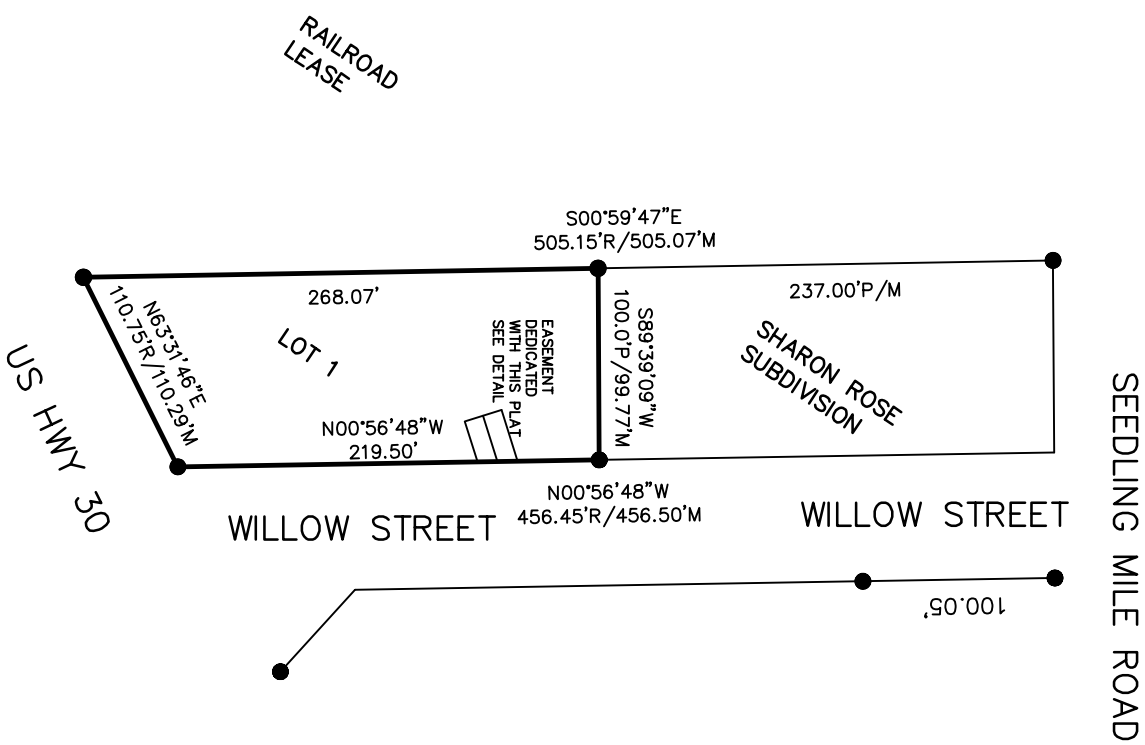 RAILROAD
LEASE
S00°59'47"E
505.15'R/505.07'M
268.07'
237.00'P/M
N63°31'46"E
110.75'R/110.29'M
LOT 1
EASEMENT
DEDICATED
WITH THIS PLAT
SEE DETAIL
S89°39'09"W
100.0'P/99.77'M
SHARON ROSE
SUBDIVISION
US HWY 30
N00°56'48"W
219.50'
N00°56'48"W
456.45'R/456.50'M
WILLOW STREET
WILLOW STREET
100.05'
SEEDLING MILE ROAD